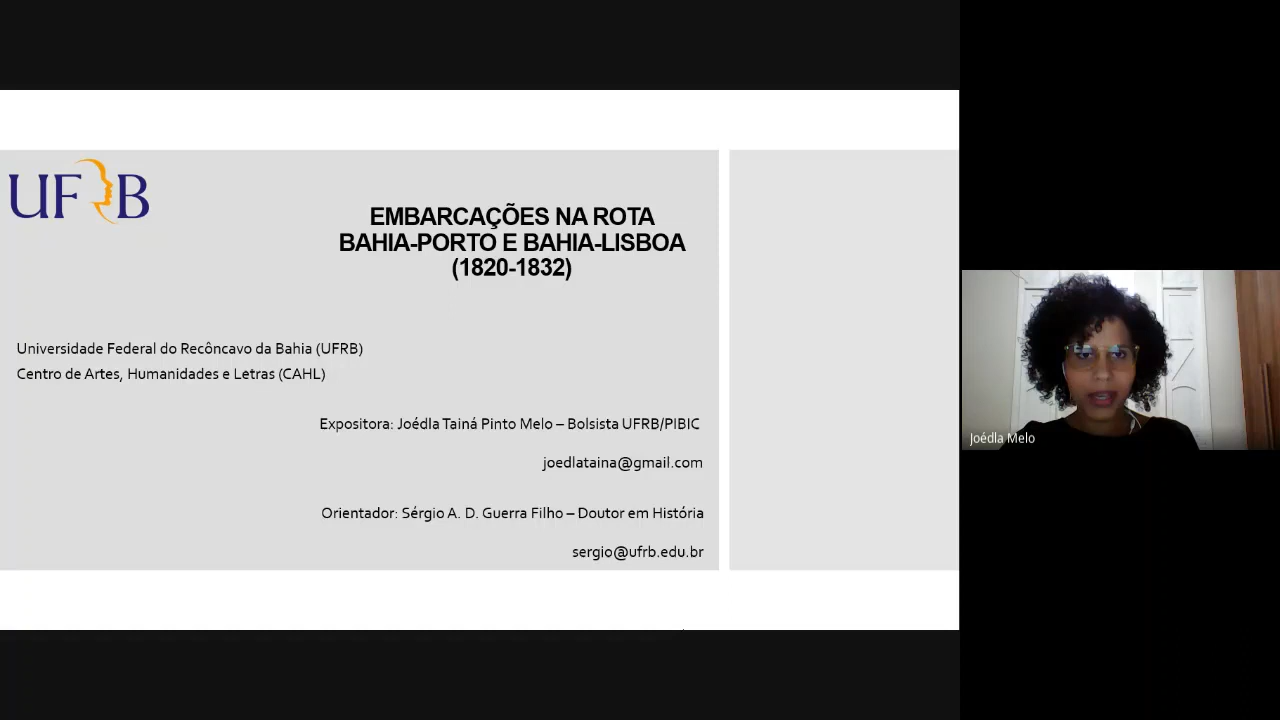 UFRB
EMBARCAÇÕES NA ROTA
BAHIA-PORTO E BAHIA-LISBOA
(1820-1832)
Universidade Federal do Recôncavo da Bahia (UFRB)
Centro de Artes, Humanidades e Letras (CAHL)
Expositora: Joédla Tainá Pinto Melo – Bolsista UFRB/PIBIC
joedlataina@gmail.com
Orientador: Sérgio A. D. Guerra Filho – Doutor em História
sergio@ufrb.edu.br
Joédla Melo